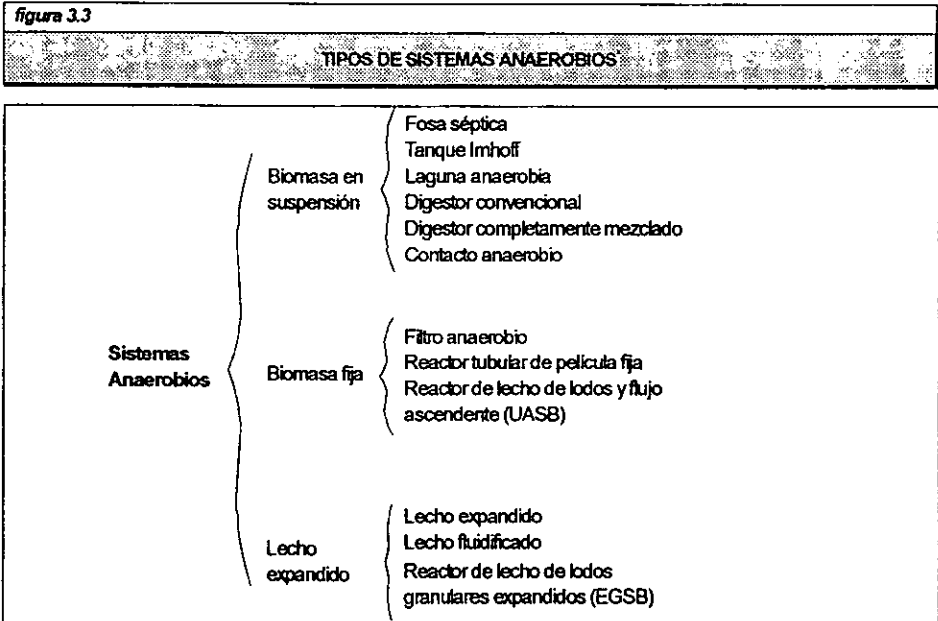 figura 3.3
TIPOS DE SISTEMAS ANAEROBIOS
Sistemas
Anaerobios
Biomasa en
suspensión
Fosa séptica
Tanque Imhoff
Laguna anaerobia
Digestor convencional
Digestor completamente mezclado
Contacto anaerobio
Biomasa fija
Filtro anaerobio
Reactor tubular de película fija
Reactor de lecho de lodos y flujo
ascendente (UASB)
Lecho
expandido
Lecho expandido
Lecho fluidificado
Reactor de lecho de lodos
granulares expandidos (EGSB)